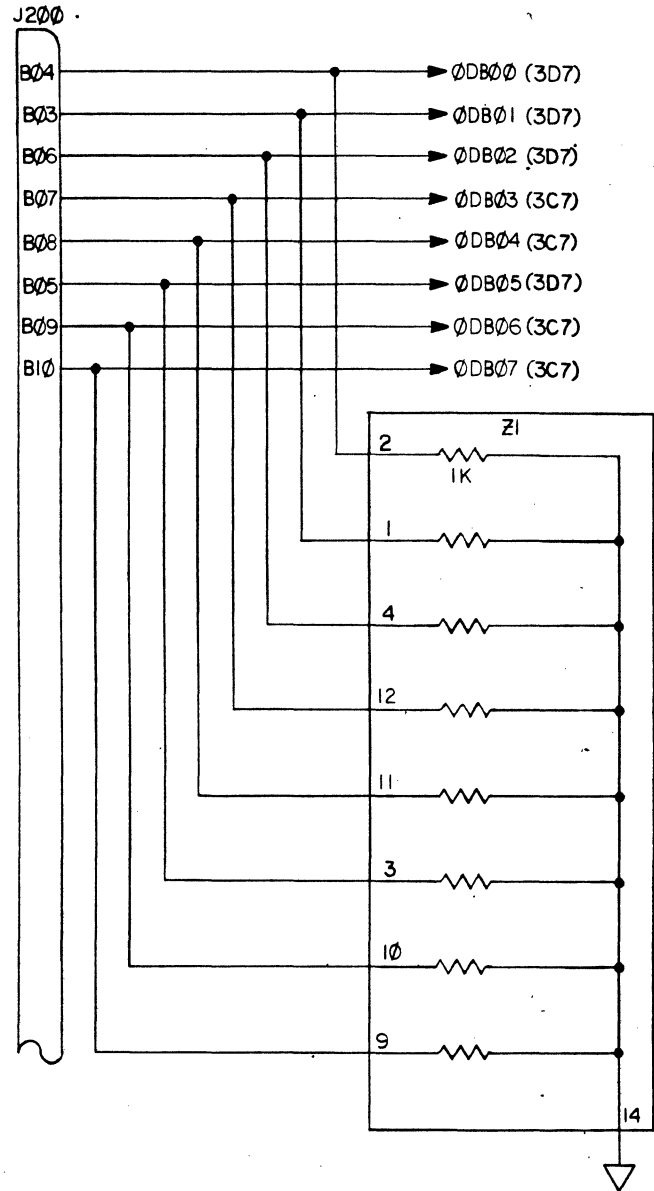 J2ØØ
BØ4 ØDBØØ (3D7)
BØ3 ØDBØ1 (3D7)
BØ6 ØDBØ2 (3D7)
BØ7 ØDBØ3 (3C7)
BØ8 ØDBØ4 (3C7)
BØ5 ØDBØ5 (3D7)
BØ9 ØDBØ6 (3C7)
B1Ø ØDBØ7 (3C7)
Z1
2
1K
1
4
12
11
3
1Ø
9
14